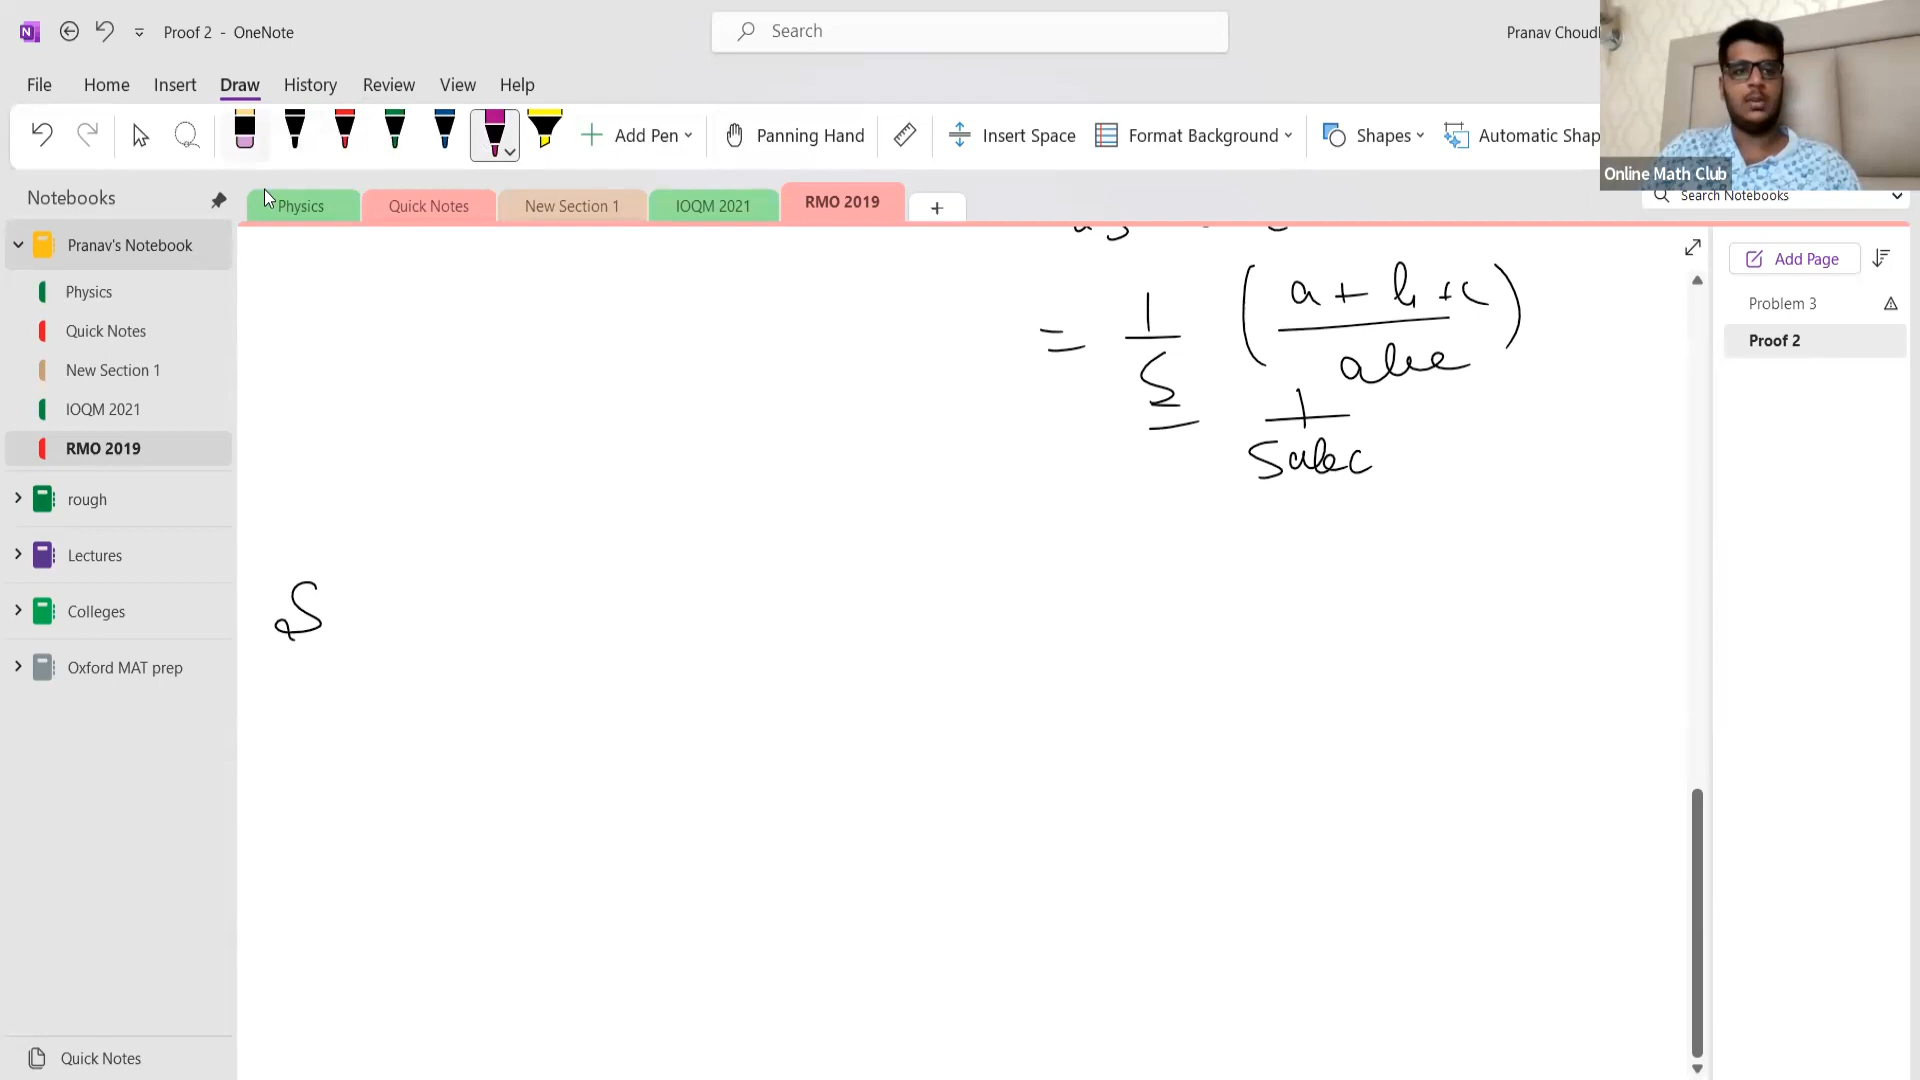 Proof 2 - OneNote
Search
Pranav Choudh
File Home Insert Draw History Review View Help
Add Pen Panning Hand Insert Space Format Background Shapes Automatic Shap
Online Math Club
Notebooks
Physics Quick Notes New Section 1 IOQM 2021 RMO 2019 +
Search Notebooks
Pranav's Notebook
Physics
Quick Notes
New Section 1
IOQM 2021
RMO 2019
rough
Lectures
Colleges
Oxford MAT prep
Quick Notes
Add Page
Problem 3
Proof 2
= 1/5 ( (a + b + c) / abc )
= 1 / 5abc
S